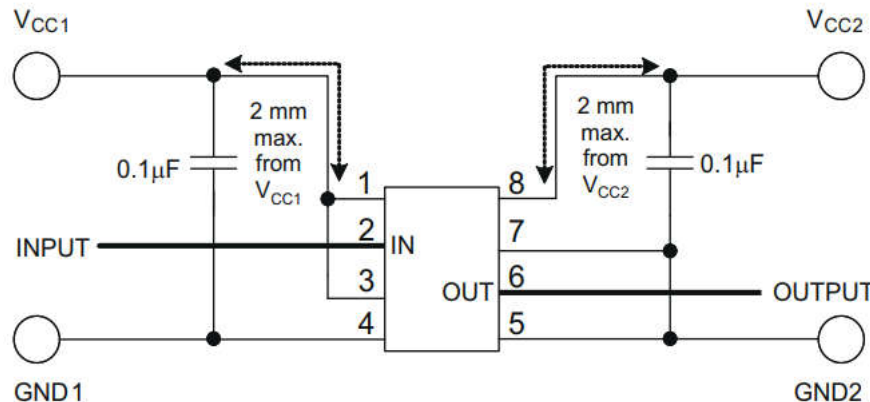 VCC1
VCC2
2 mm
max.
from
VCC1
2 mm
max.
from
VCC2
0.1μF
0.1μF
1
8
INPUT
2
IN
7
3
OUT
6
OUTPUT
4
5
GND1
GND2